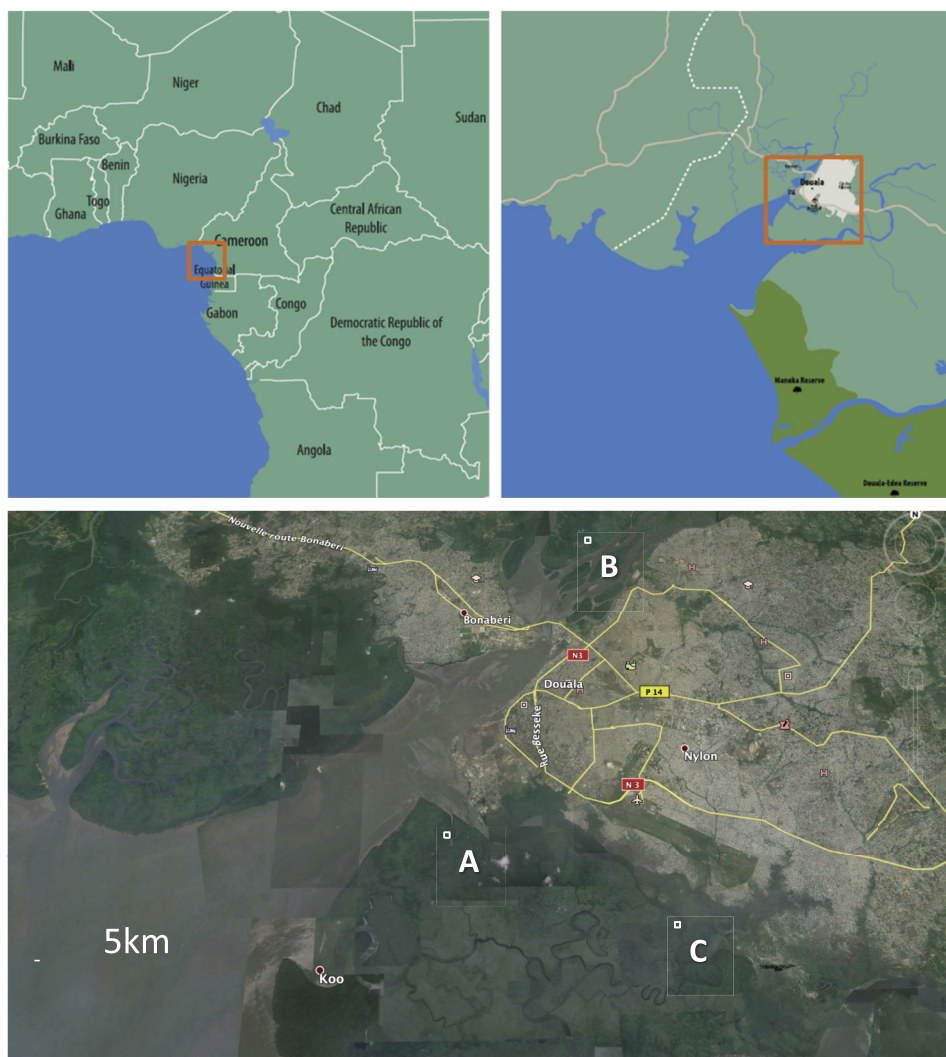 Mali
Niger
Chad
Sudan
Burkina Faso
Benin
Nigeria
Togo
Ghana
Central African
Republic
Cameroon
Equatorial
Guinea
Gabon
Congo
Democratic Republic of
the Congo
Angola
Douala
Manoka Reserve
Douala-Edea Reserve
Nouvelle route Bonaberi
N
B
H
Bonabéri
H
N3
Douala
H
P 14
Rue Besseke
Nylon
H
N 3
A
C
5km
Koo